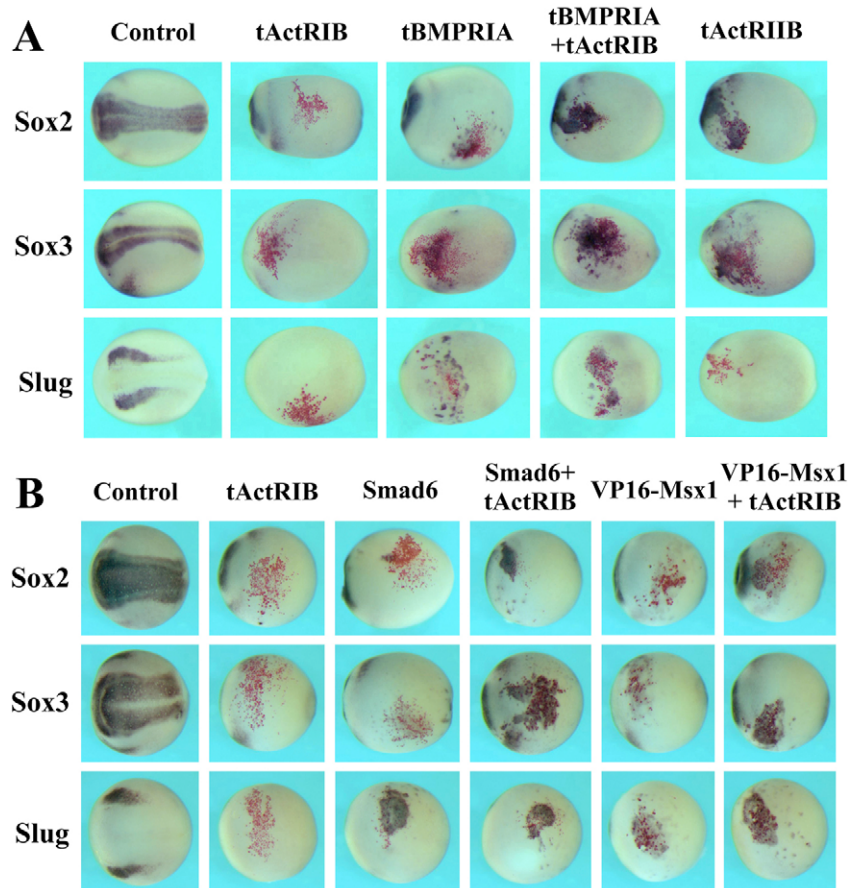 A
Control
tActRIB
tBMPRIA
tBMPRIA
+tActRIB
tActRIIB
Sox2
Sox3
Slug
B
Control
tActRIB
Smad6
Smad6+
tActRIB
VP16-Msx1
VP16-Msx1
+ tActRIB
Sox2
Sox3
Slug